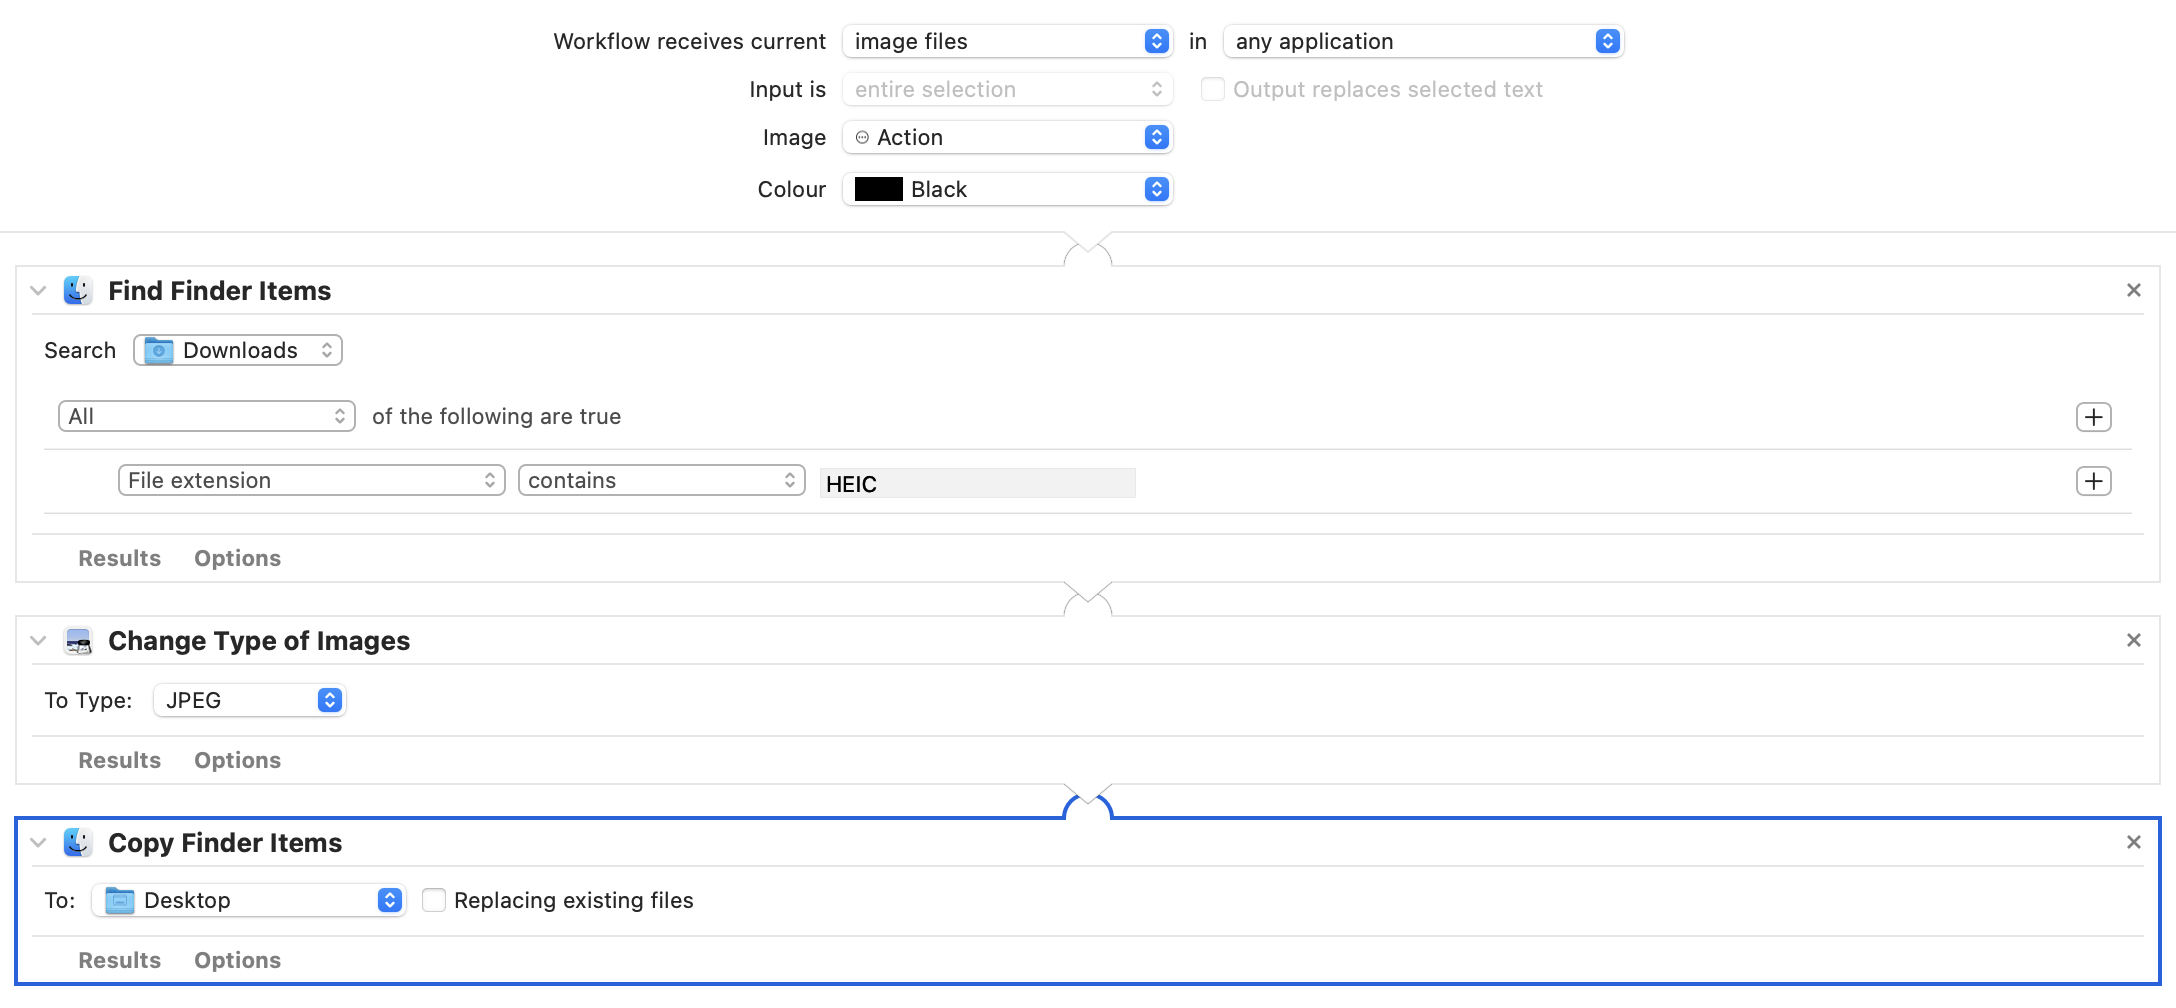 Workflow receives current image files in any application
Input is entire selection Output replaces selected text
Image Action
Colour Black
Find Finder Items
Search Downloads
All of the following are true
File extension contains HEIC
Results Options
Change Type of Images
To Type: JPEG
Results Options
Copy Finder Items
To: Desktop Replacing existing files
Results Options